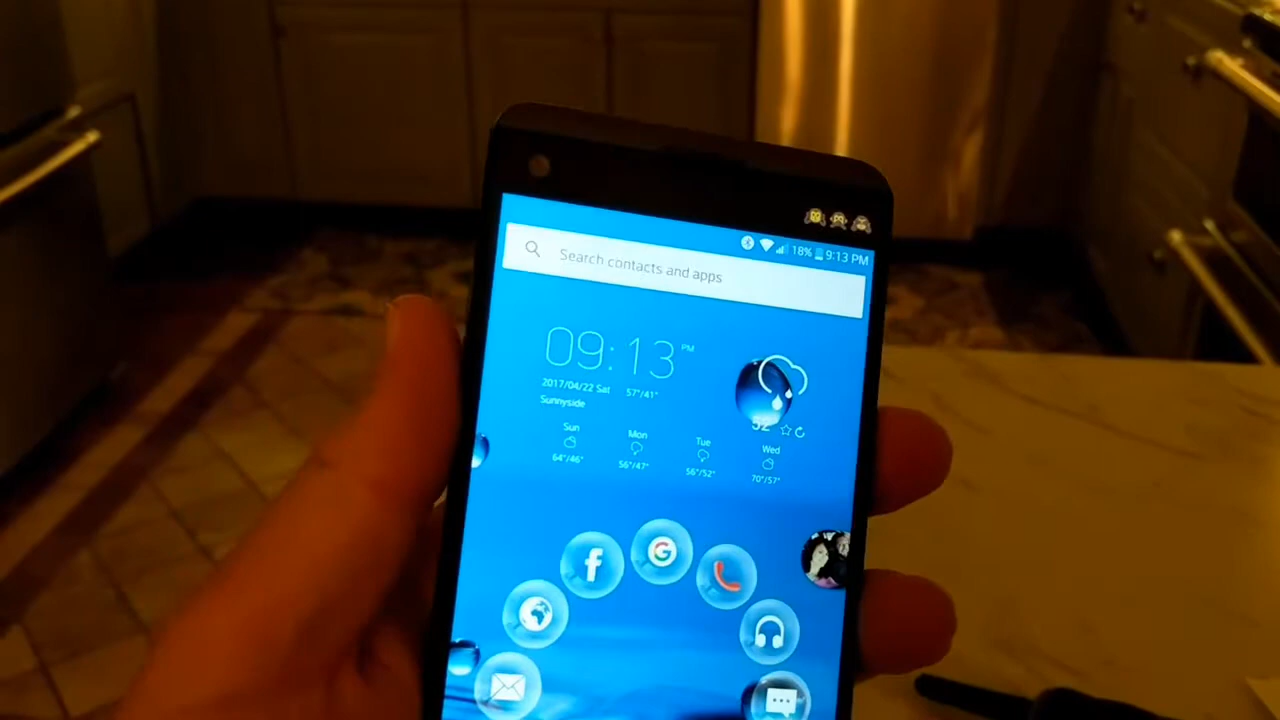 18% 9:13 PM
Search contacts and apps
09:13 PM
2017/04/22 Sat 57°/41°
Sunnyside
52°
Sun Mon Tue Wed
64°/46° 56°/47° 56°/52° 70°/57°
f
G